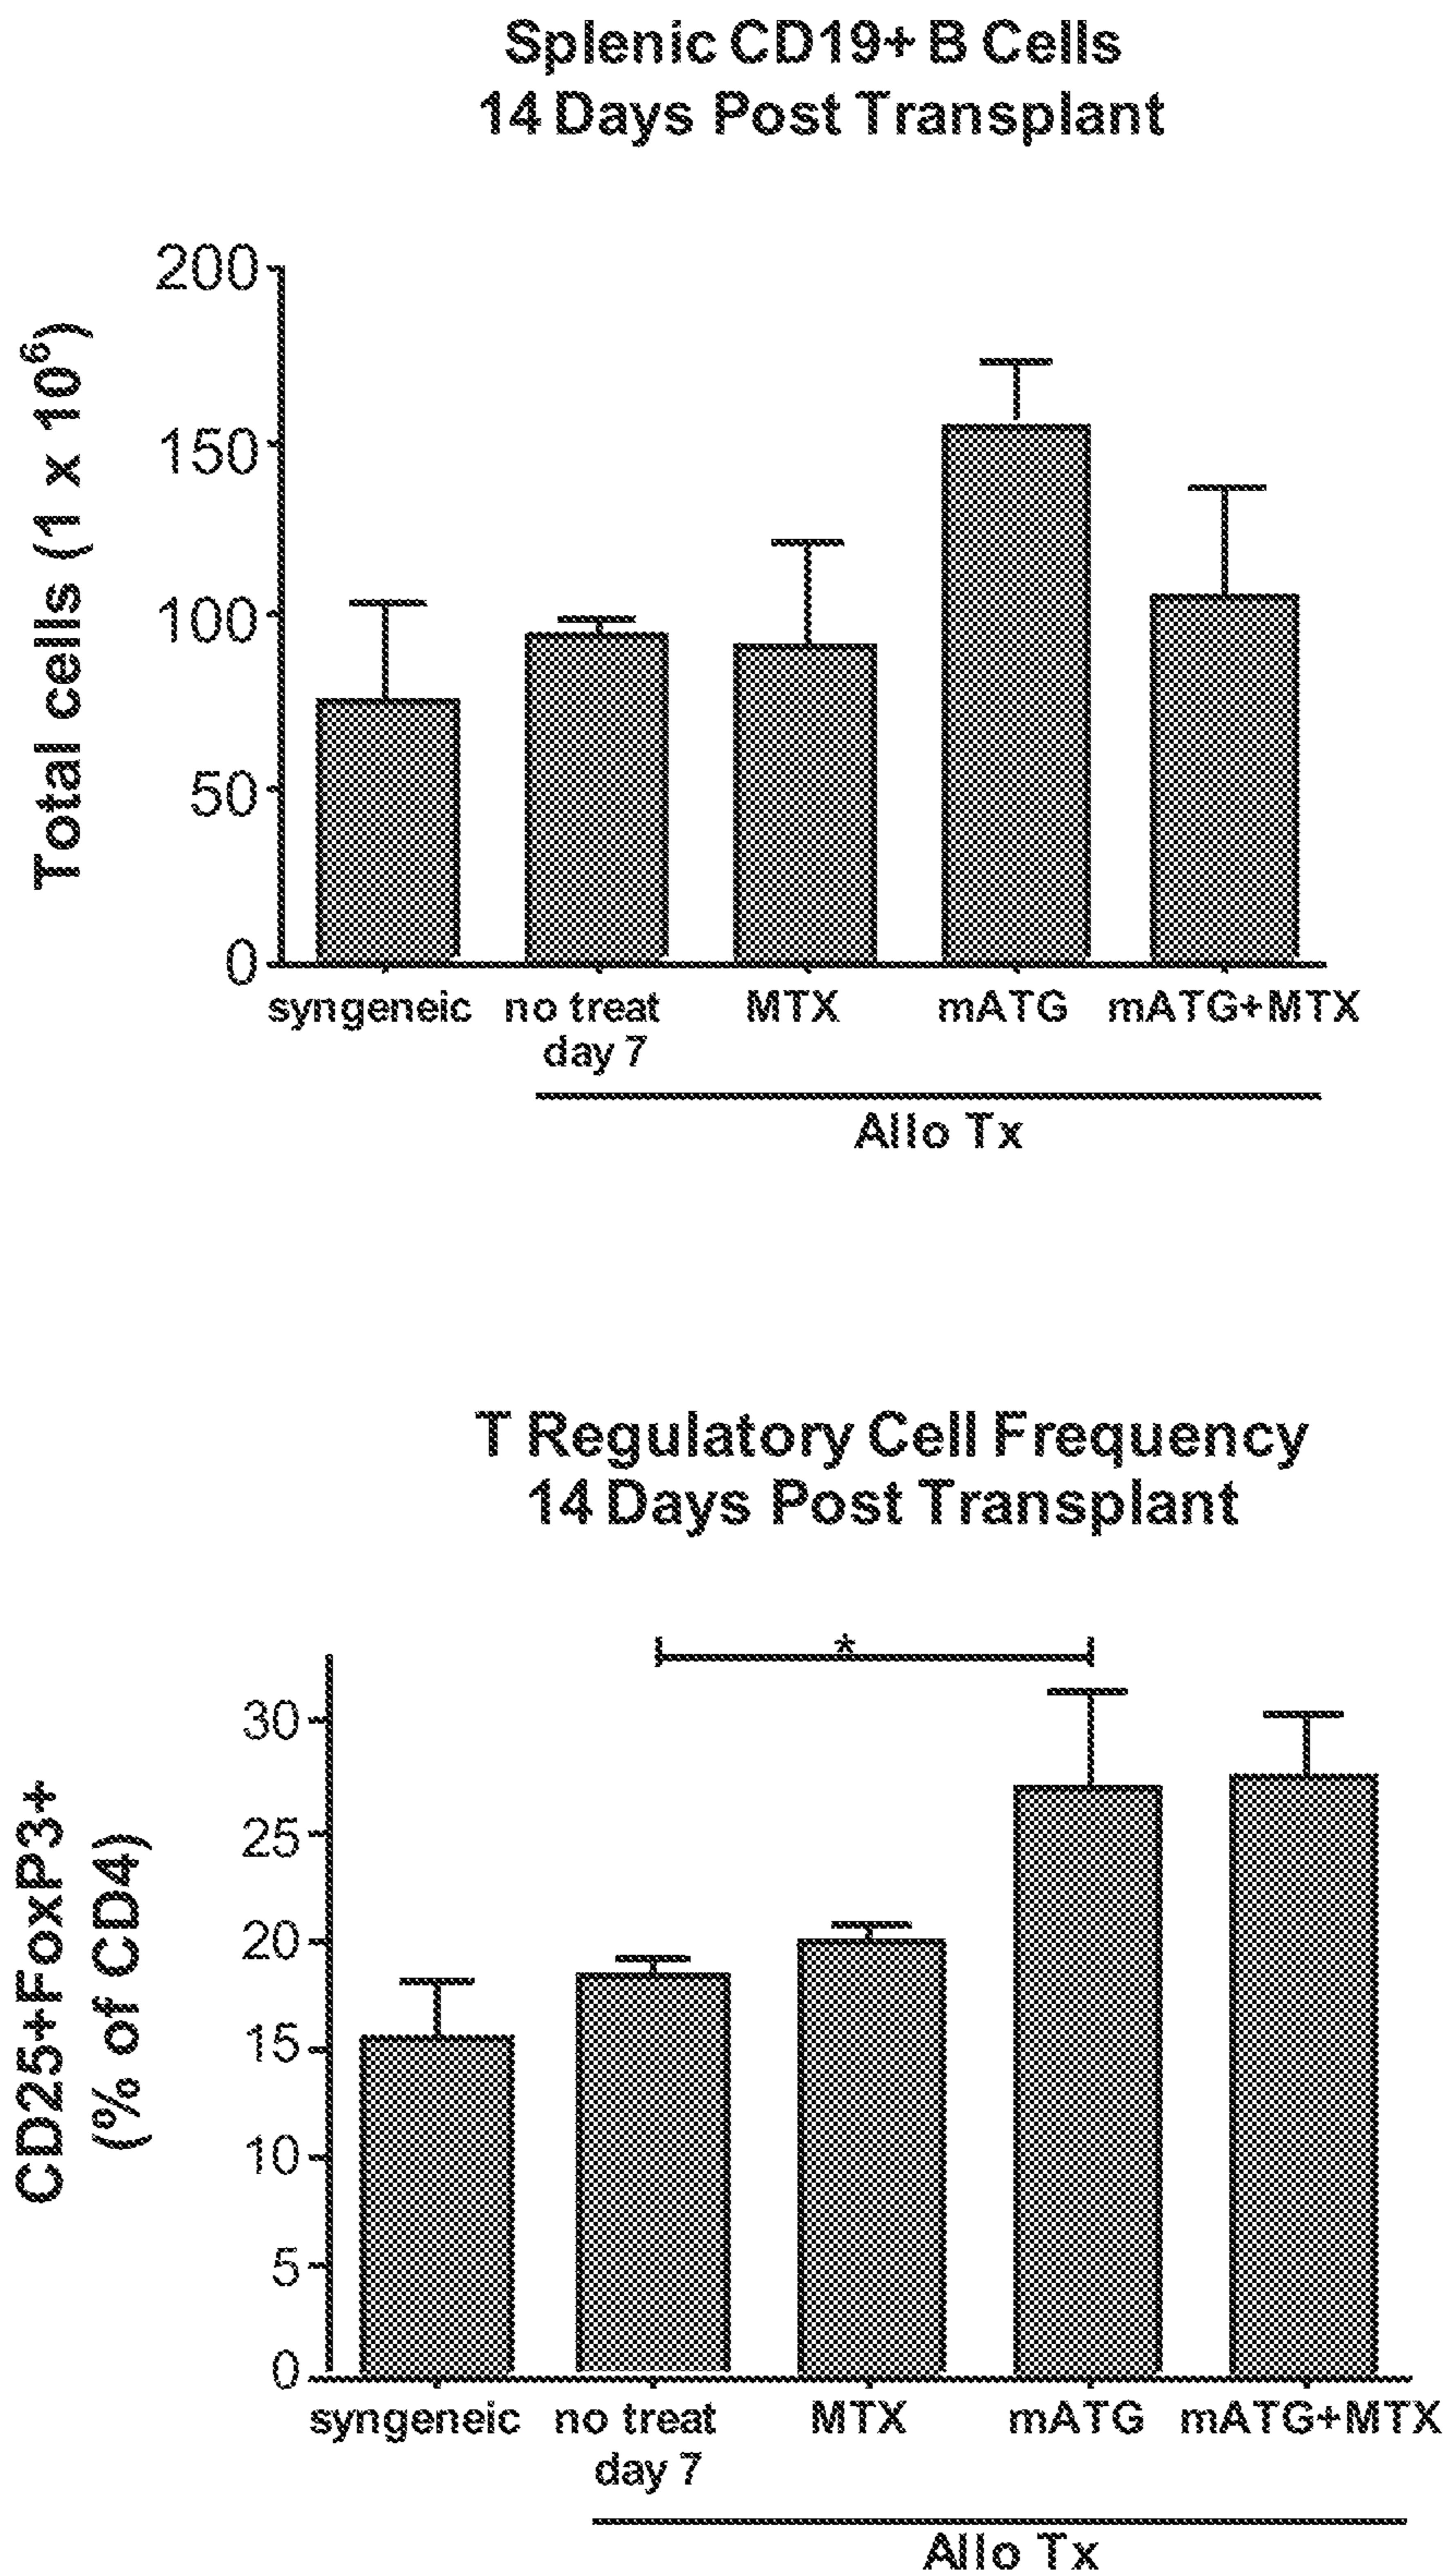 Splenic CD19+ B Cells
14 Days Post Transplant
Total cells (1 x 10⁶)
200
150
100
50
0
syngeneic no treat MTX mATG mATG+MTX
day 7
Allo Tx
T Regulatory Cell Frequency
14 Days Post Transplant
*
CD25+FoxP3+
(% of CD4)
30
25
20
15
10
5
0
syngeneic no treat MTX mATG mATG+MTX
day 7
Allo Tx